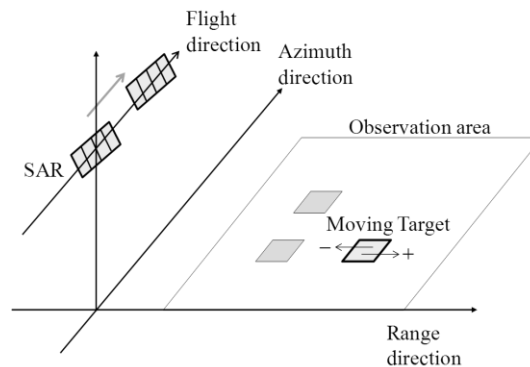 Flight
direction
Azimuth
direction
SAR
Observation area
Moving Target
− +
Range
direction